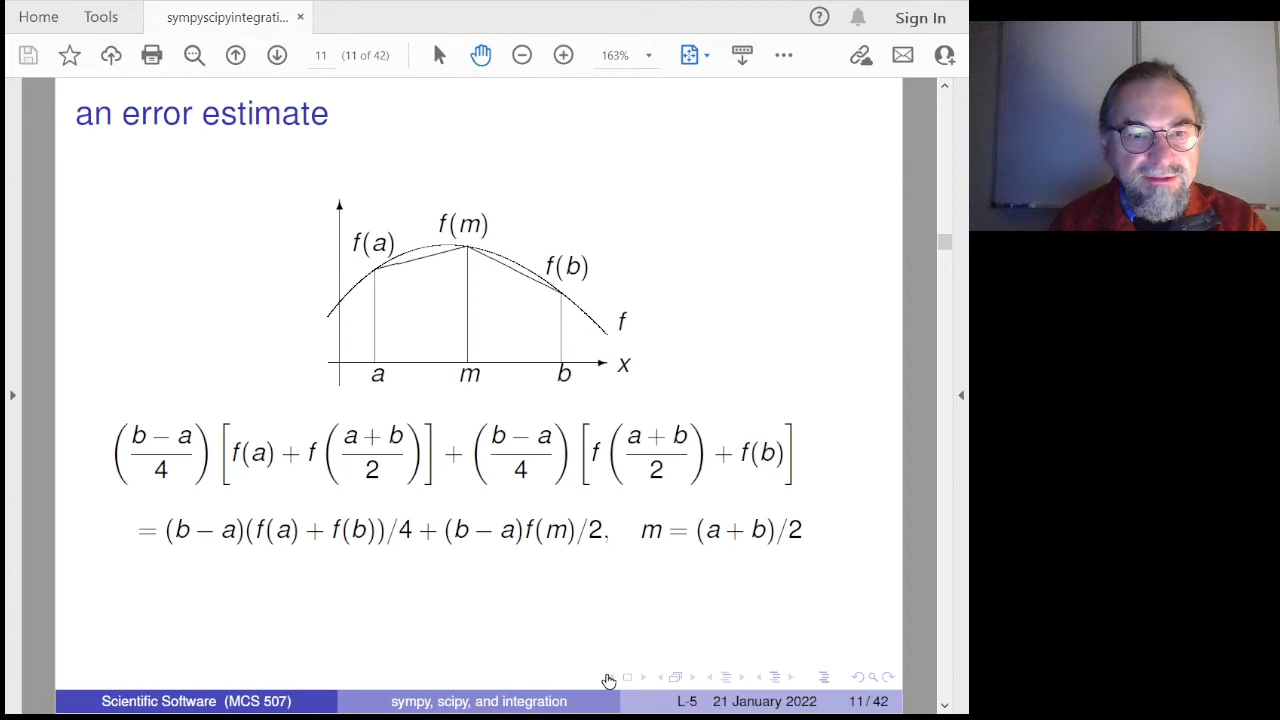 Home Tools sympyscipyintegrati... × Sign In
11 (11 of 42) 163%
an error estimate
f(m)
f(a)
f(b)
f
x
a m b
((b − a)/4) [f(a) + f((a + b)/2)] + ((b − a)/4) [f((a + b)/2) + f(b)]
= (b − a)(f(a) + f(b))/4 + (b − a)f(m)/2, m = (a + b)/2
Scientific Software (MCS 507) sympy, scipy, and integration L-5 21 January 2022 11 / 42